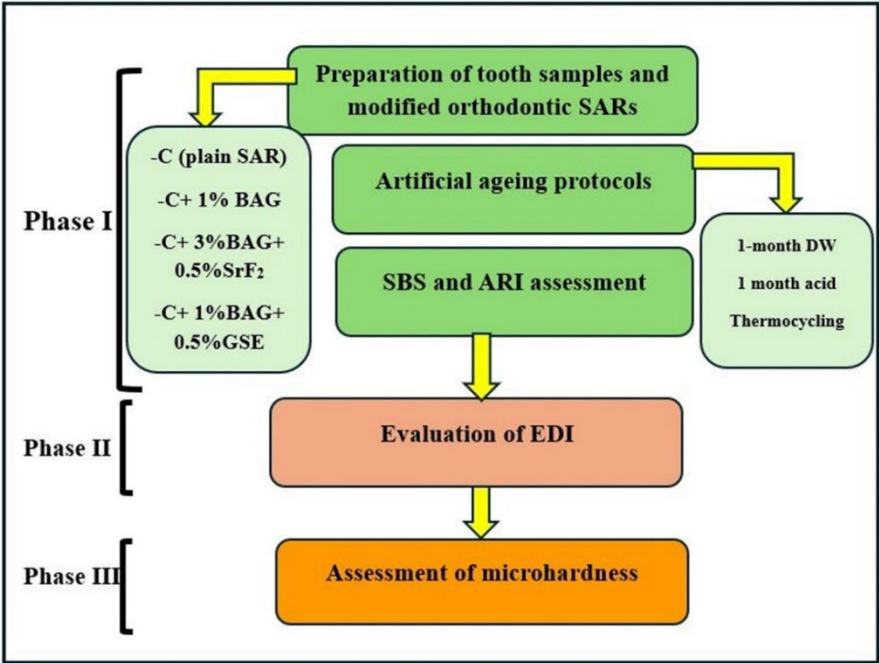 Phase I
Preparation of tooth samples and
modified orthodontic SARs
-C (plain SAR)
-C+ 1% BAG
-C+ 3%BAG+
0.5%SrF₂
-C+ 1%BAG+
0.5%GSE
Artificial ageing protocols
1-month DW
1 month acid
Thermocycling
SBS and ARI assessment
Phase II
Evaluation of EDI
Phase III
Assessment of microhardness